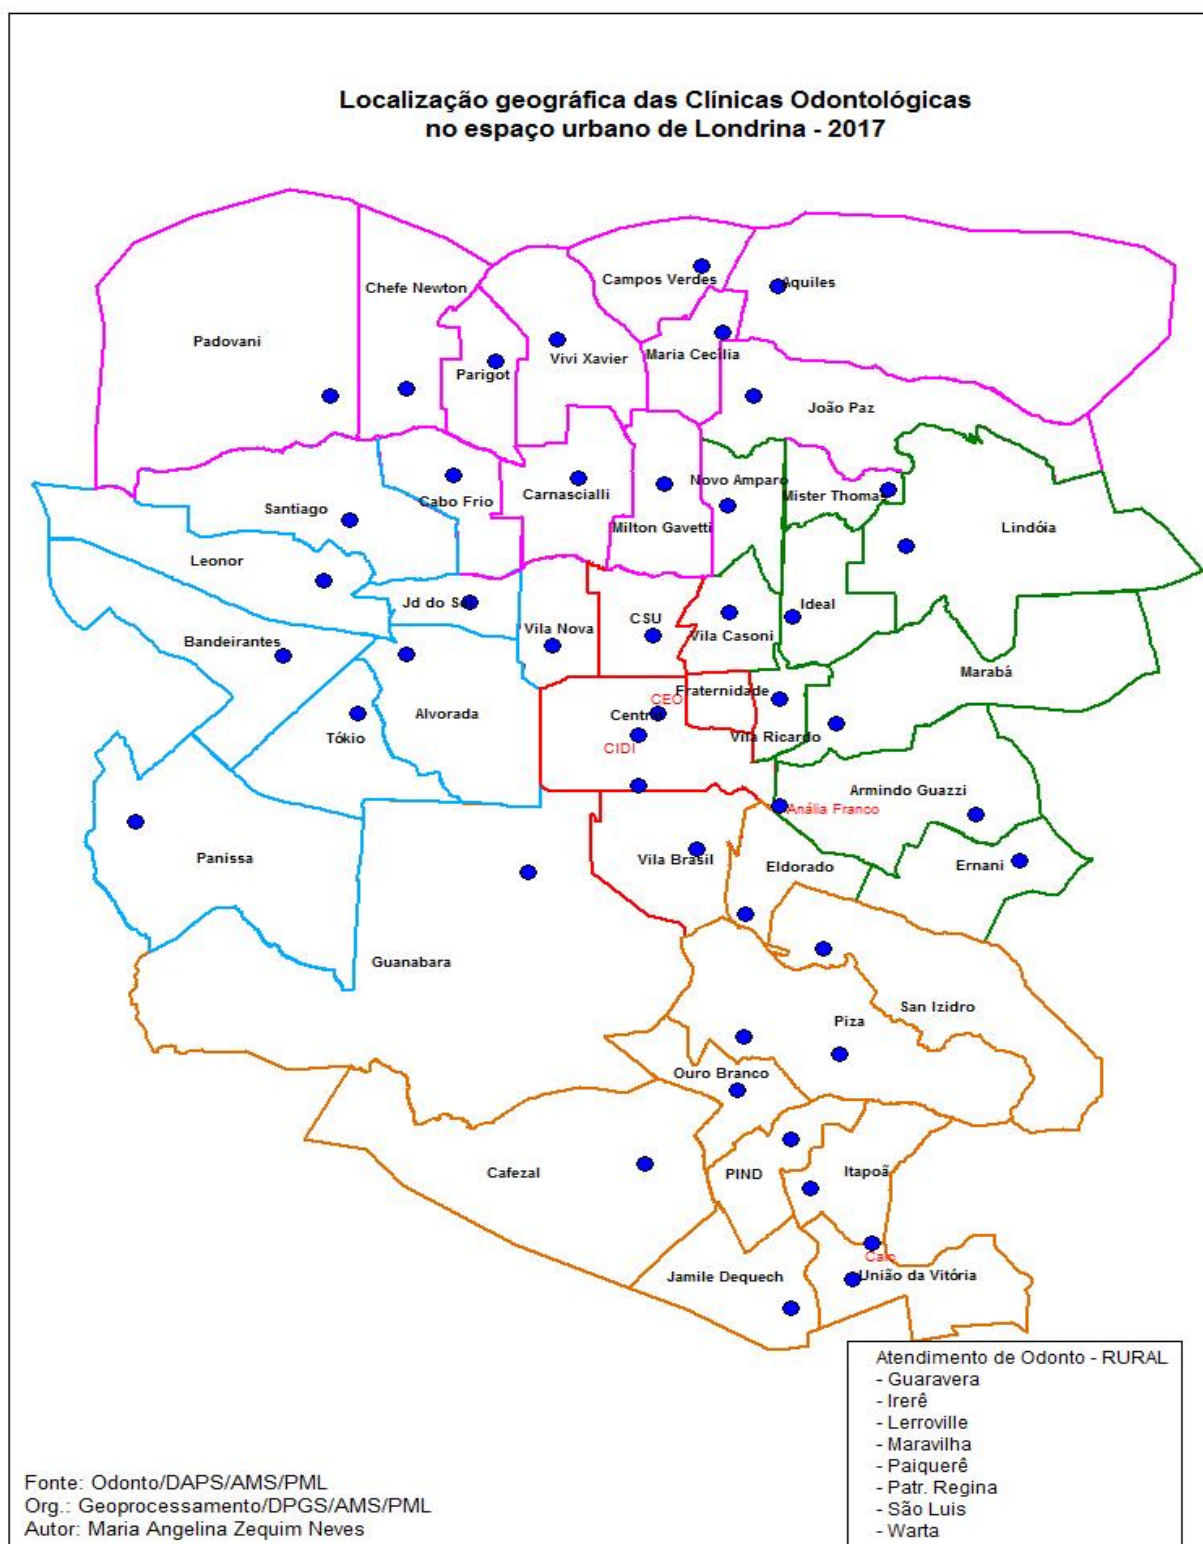 Localização geográfica das Clínicas Odontológicas
no espaço urbano de Londrina - 2017
Campos Verdes
Aquiles
Chefe Newton
Padovani
Vivi Xavier
Maria Cecília
Parigot
João Paz
Novo Amparo
Carnascialli
Mister Thomas
Cabo Frio
Santiago
Milton Gavetti
Lindóia
Leonor
Jd do Sol
Ideal
CSU
Vila Nova
Vila Casoni
Bandeirantes
Marabá
Fraternidade
CEO
Centro
Alvorada
Tókio
Vila Ricardo
CIDI
Armindo Guazzi
Anália Franco
Panissa
Vila Brasil
Eldorado
Ernani
Guanabara
San Izidro
Piza
Ouro Branco
Cafezal
PIND
Itapoã
Caic
Jamile Dequech
União da Vitória
Atendimento de Odonto - RURAL
- Guaravera
- Irerê
- Lerroville
- Maravilha
- Paiquerê
- Patr. Regina
- São Luis
- Warta
Fonte: Odonto/DAPS/AMS/PML
Org.: Geoprocessamento/DPGS/AMS/PML
Autor: Maria Angelina Zequim Neves